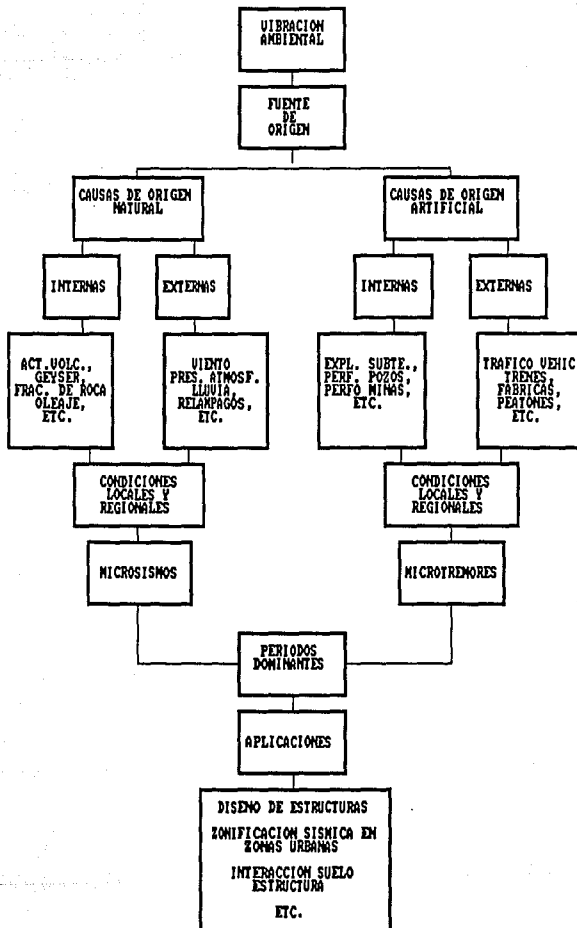 VIBRACION
AMBIENTAL
FUENTE
DE
ORIGEN
CAUSAS DE ORIGEN
NATURAL
CAUSAS DE ORIGEN
ARTIFICIAL
INTERNAS
EXTERNAS
INTERNAS
EXTERNAS
ACT.VOLC.,
GEYSER,
FRAC. DE ROCA
OLEAJE,
ETC.
VIENTO
PRES. ATMOSF.
LLUVIA,
RELAMPAGOS,
ETC.
EXPL. SUBTE.,
PERF. POZOS,
PERFO MINAS,
ETC.
TRAFICO VEHIC
TRENES,
FABRICAS,
PEATONES,
ETC.
CONDICIONES
LOCALES Y
REGIONALES
CONDICIONES
LOCALES Y
REGIONALES
MICROSISMOS
MICROTREMORES
PERIODOS
DOMINANTES
APLICACIONES
DISENO DE ESTRUCTURAS
ZONIFICACION SISMICA EN
ZONAS URBANAS
INTERACCION SUELO
ESTRUCTURA
ETC.